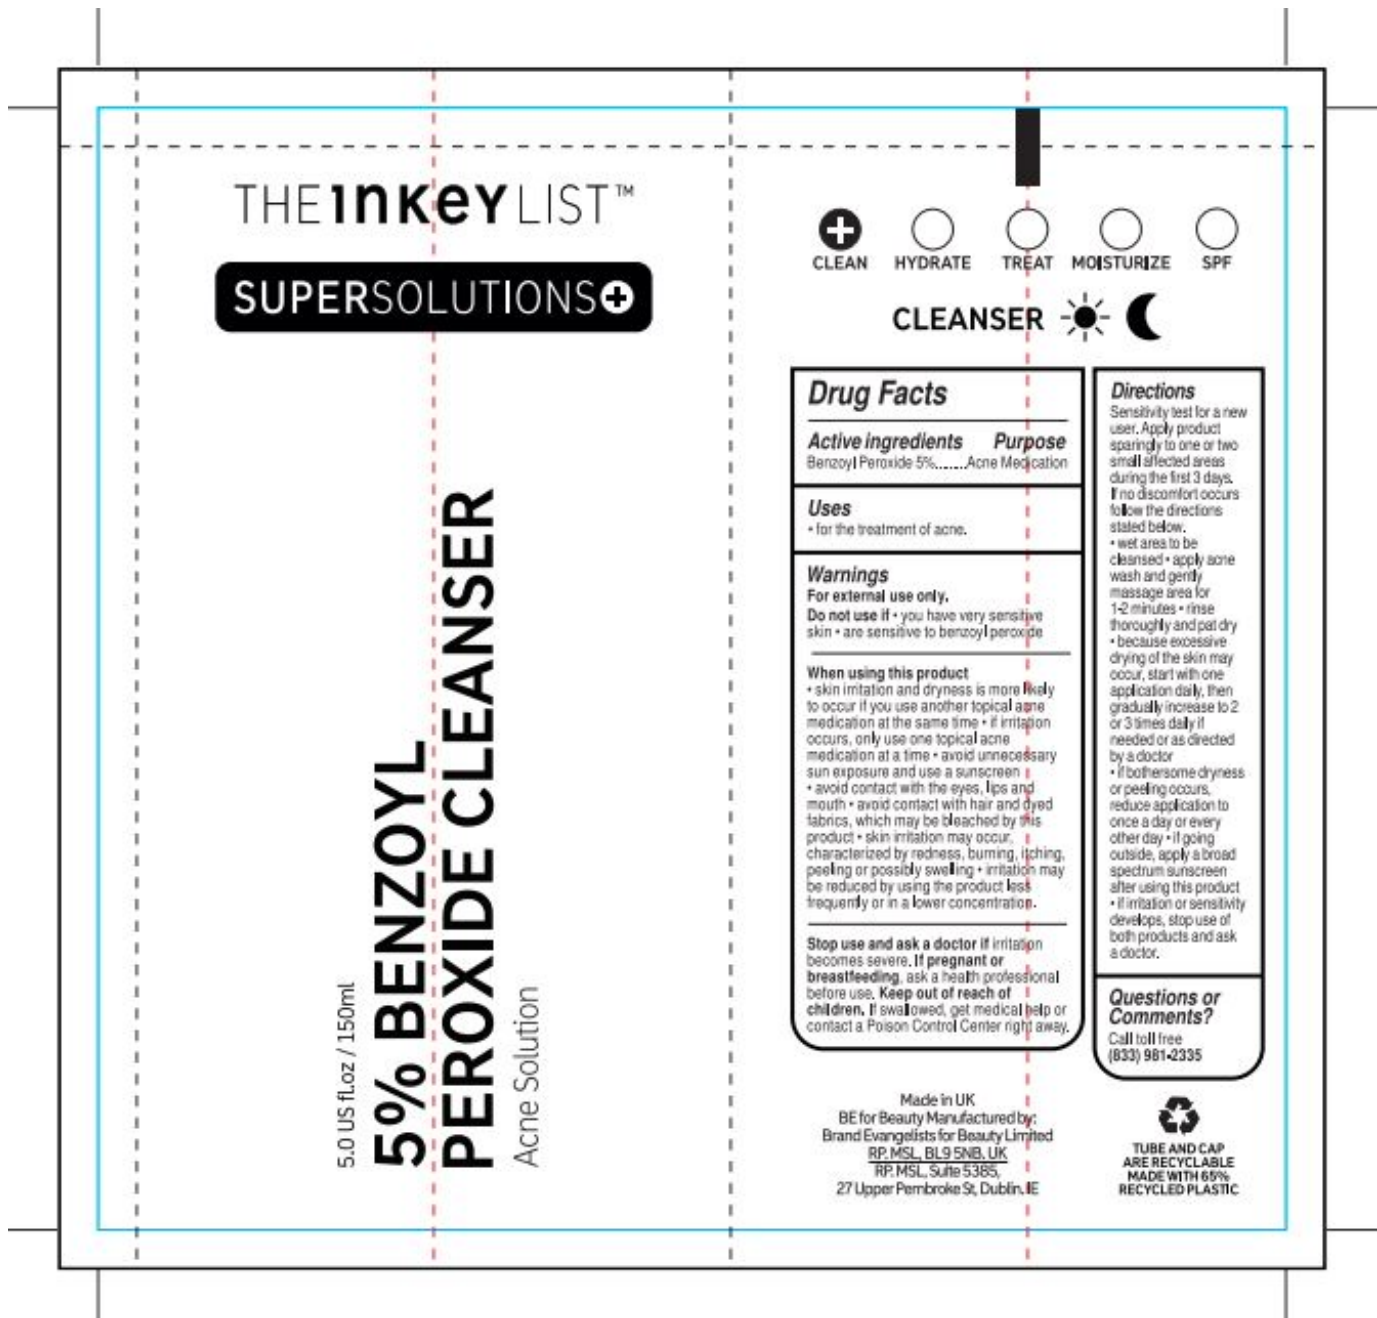 THE INKEY LIST™
SUPERSOLUTIONS
5.0 US fl.oz / 150ml
5% BENZOYL
PEROXIDE CLEANSER
Acne Solution
CLEAN HYDRATE TREAT MOISTURIZE SPF
CLEANSER
Drug Facts
Active ingredients Purpose
Benzoyl Peroxide 5%........Acne Medication
Uses
• for the treatment of acne.
Warnings
For external use only.
Do not use if • you have very sensitive
skin • are sensitive to benzoyl peroxide
When using this product
• skin irritation and dryness is more likely
to occur if you use another topical acne
medication at the same time • if irritation
occurs, only use one topical acne
medication at a time • avoid unnecessary
sun exposure and use a sunscreen
• avoid contact with the eyes, lips and
mouth • avoid contact with hair and dyed
fabrics, which may be bleached by this
product • skin irritation may occur,
characterized by redness, burning, itching,
peeling or possibly swelling • irritation may
be reduced by using the product less
frequently or in a lower concentration.
Stop use and ask a doctor if irritation
becomes severe. If pregnant or
breastfeeding, ask a health professional
before use. Keep out of reach of
children. If swallowed, get medical help or
contact a Poison Control Center right away.
Directions
Sensitivity test for a new
user. Apply product
sparingly to one or two
small affected areas
during the first 3 days.
If no discomfort occurs
follow the directions
stated below.
• wet area to be
cleansed • apply acne
wash and gently
massage area for
1-2 minutes • rinse
thoroughly and pat dry
• because excessive
drying of the skin may
occur, start with one
application daily, then
gradually increase to 2
or 3 times daily if
needed or as directed
by a doctor
• if bothersome dryness
or peeling occurs,
reduce application to
once a day or every
other day • if going
outside, apply a broad
spectrum sunscreen
after using this product
• if irritation or sensitivity
develops, stop use of
both products and ask
a doctor.
Questions or
Comments?
Call toll free
(833) 981-2335
Made in UK
BE for Beauty Manufactured by:
Brand Evangelists for Beauty Limited
RP. MSL, BL9 5NB, UK
RP. MSL, Suite 5385,
27 Upper Pembroke St, Dublin. IE
TUBE AND CAP
ARE RECYCLABLE
MADE WITH 65%
RECYCLED PLASTIC